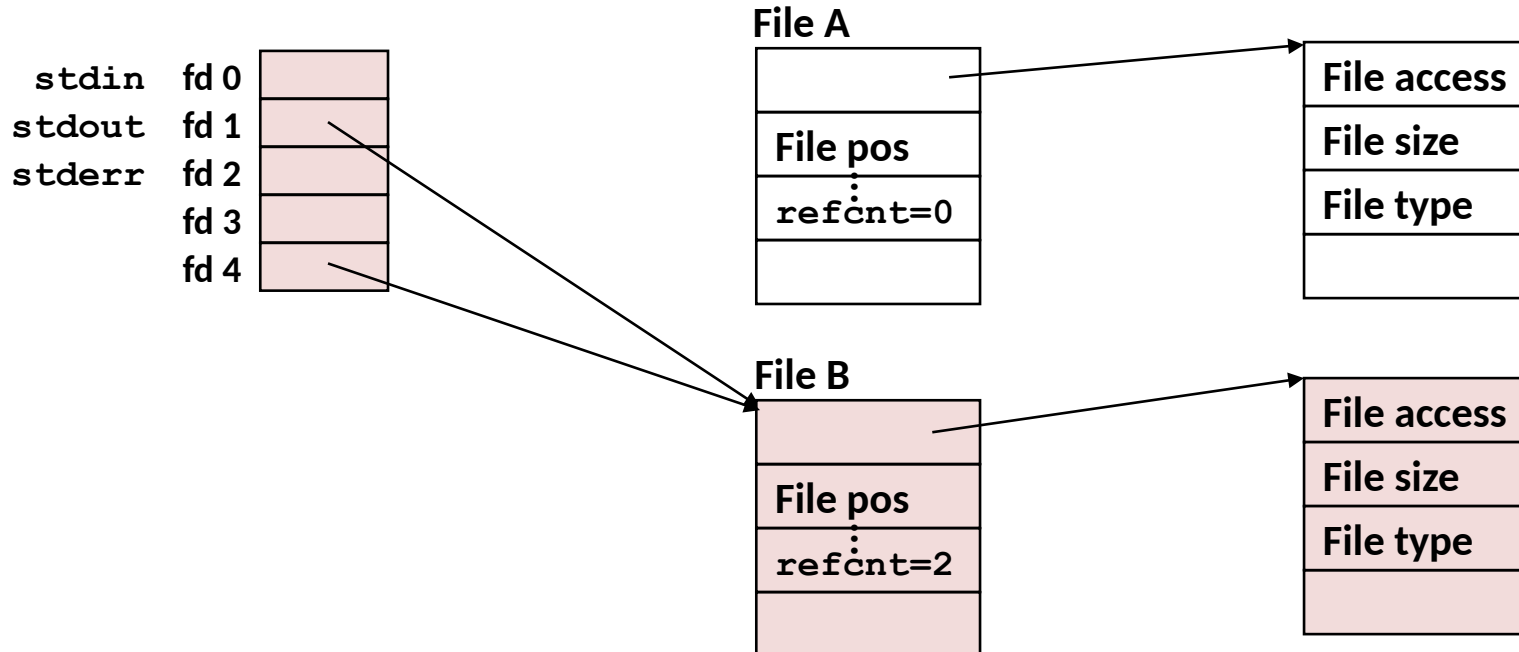 stdin fd 0
stdout fd 1
stderr fd 2
fd 3
fd 4
File A
File pos
refcnt=0
File access
File size
File type
File B
File pos
refcnt=2
File access
File size
File type